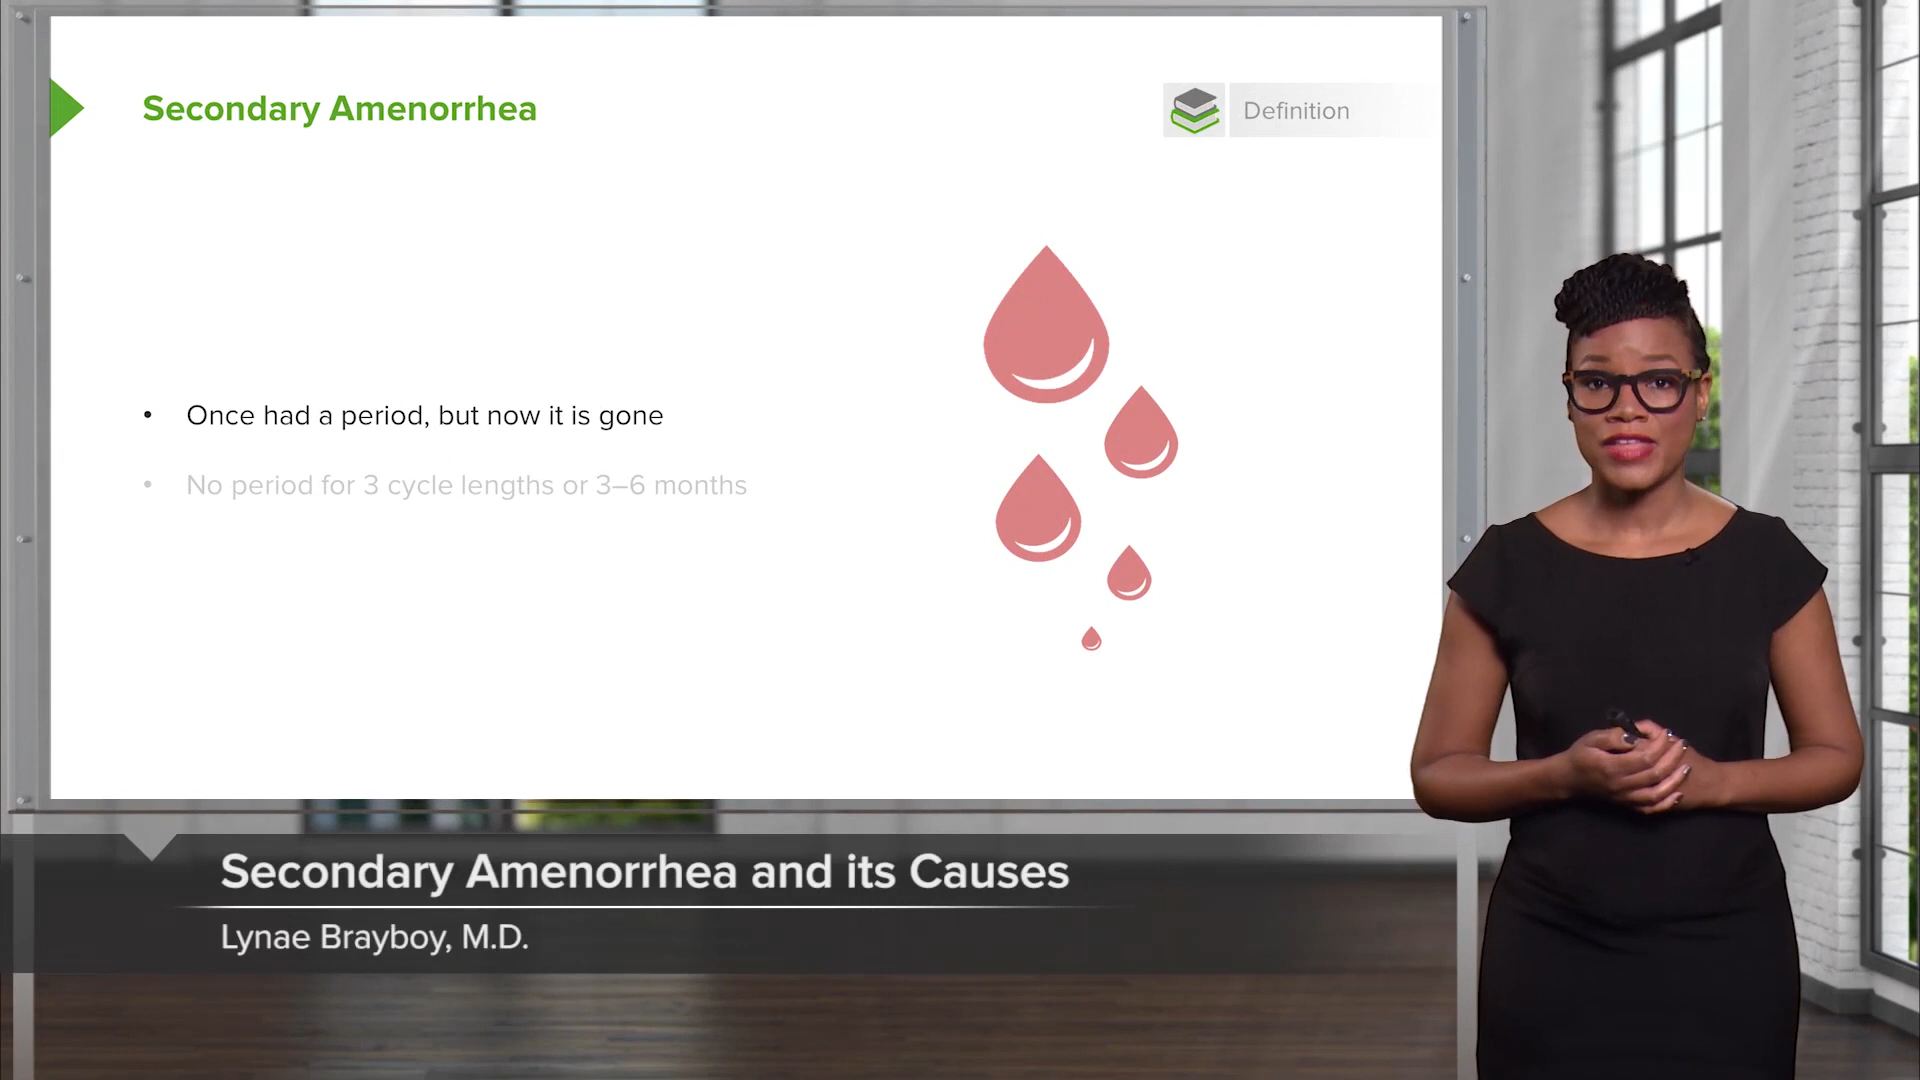 Secondary Amenorrhea
Definition
• Once had a period, but now it is gone
• No period for 3 cycle lengths or 3–6 months
Secondary Amenorrhea and its Causes
Lynae Brayboy, M.D.